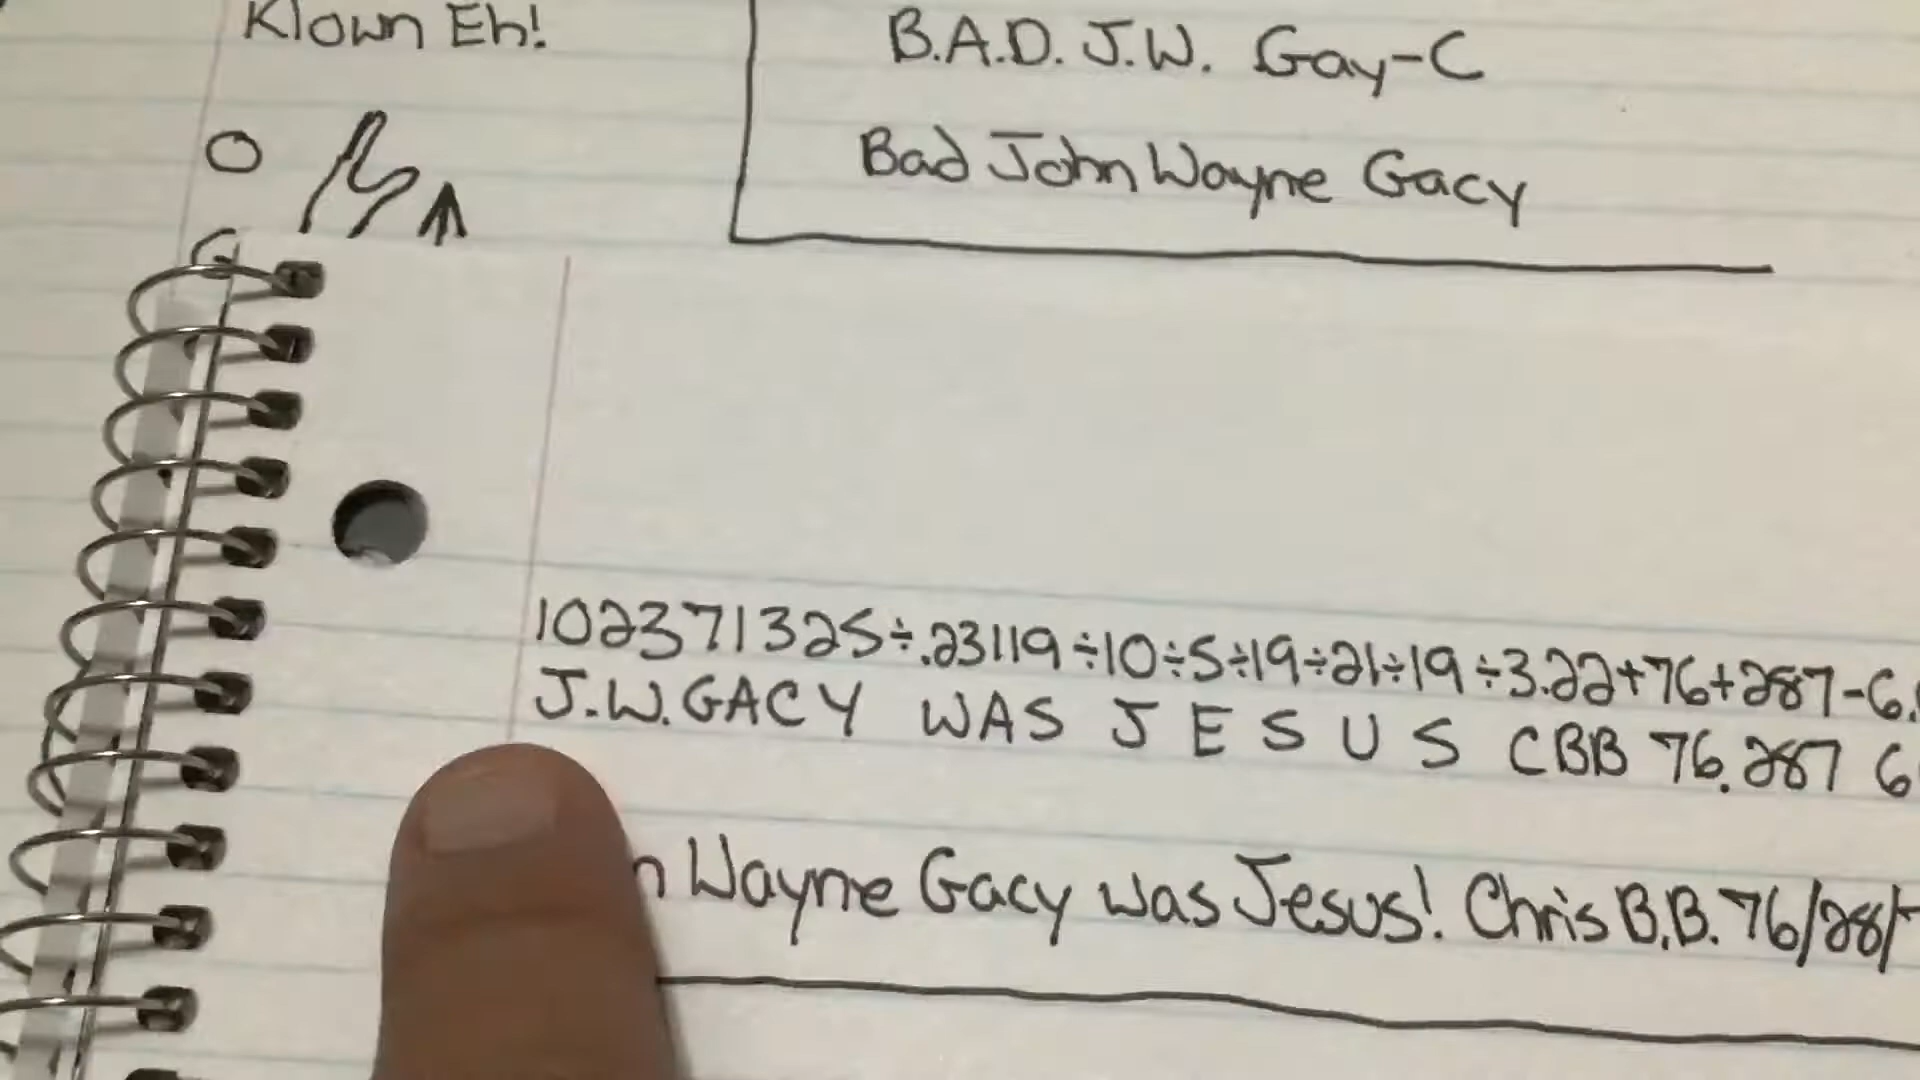 Klown Eh!
B.A.D. J.W. Gay-C
Bad John Wayne Gacy
102371325÷.23119÷10÷5÷19÷21÷19÷3.22+76+287-6.
J.W.GACY WAS J E S U S CBB 76.287 6
n Wayne Gacy was Jesus! Chris B.B. 76/28/